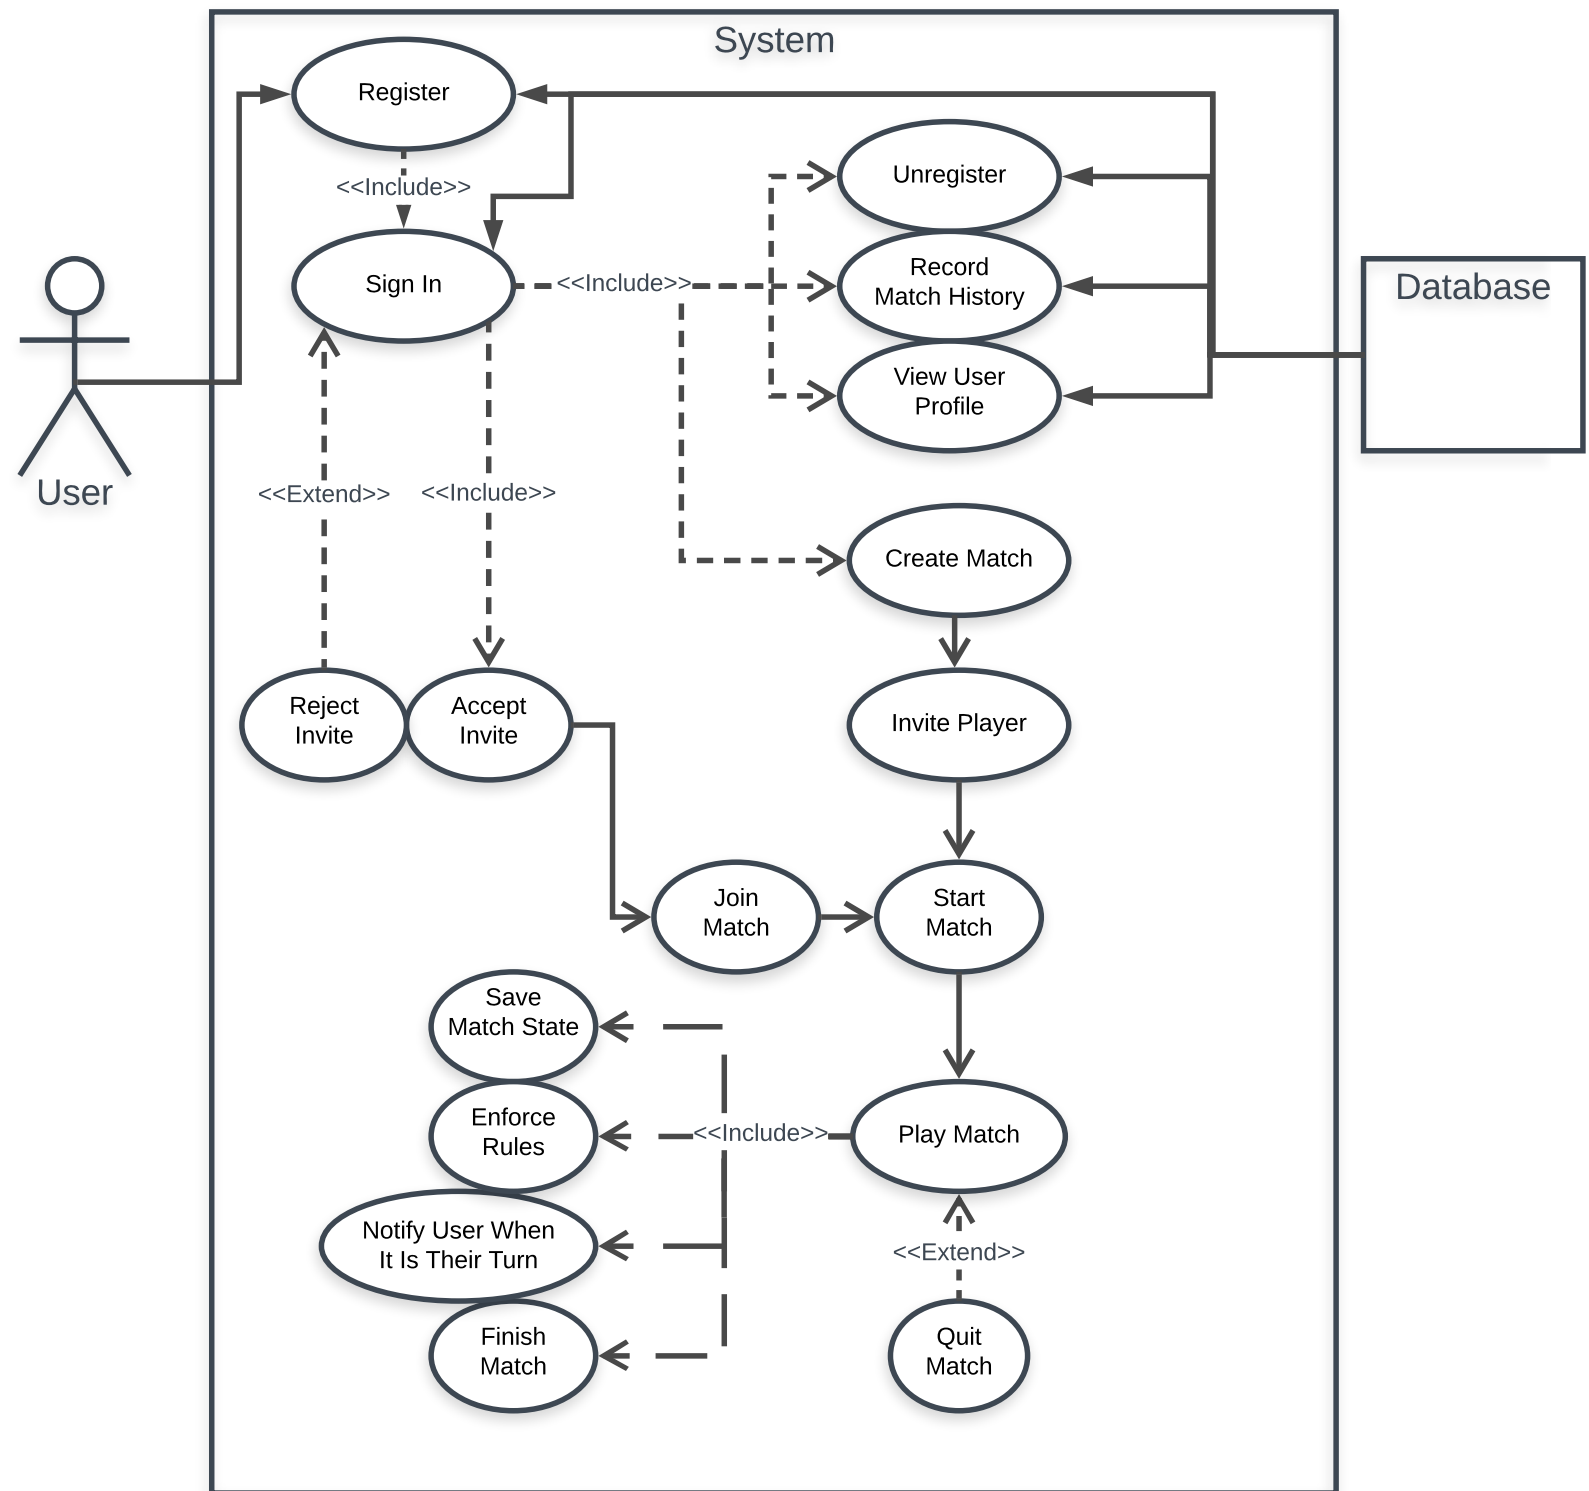 System
Register
<<Include>>
Unregister
Sign In
<<Include>>
Record
Match History
View User
Profile
Database
User
<<Extend>>
<<Include>>
Create Match
Reject
Invite
Accept
Invite
Invite Player
Join
Match
Start
Match
Save
Match State
Enforce
Rules
<<Include>>
Play Match
Notify User When
It Is Their Turn
<<Extend>>
Finish
Match
Quit
Match